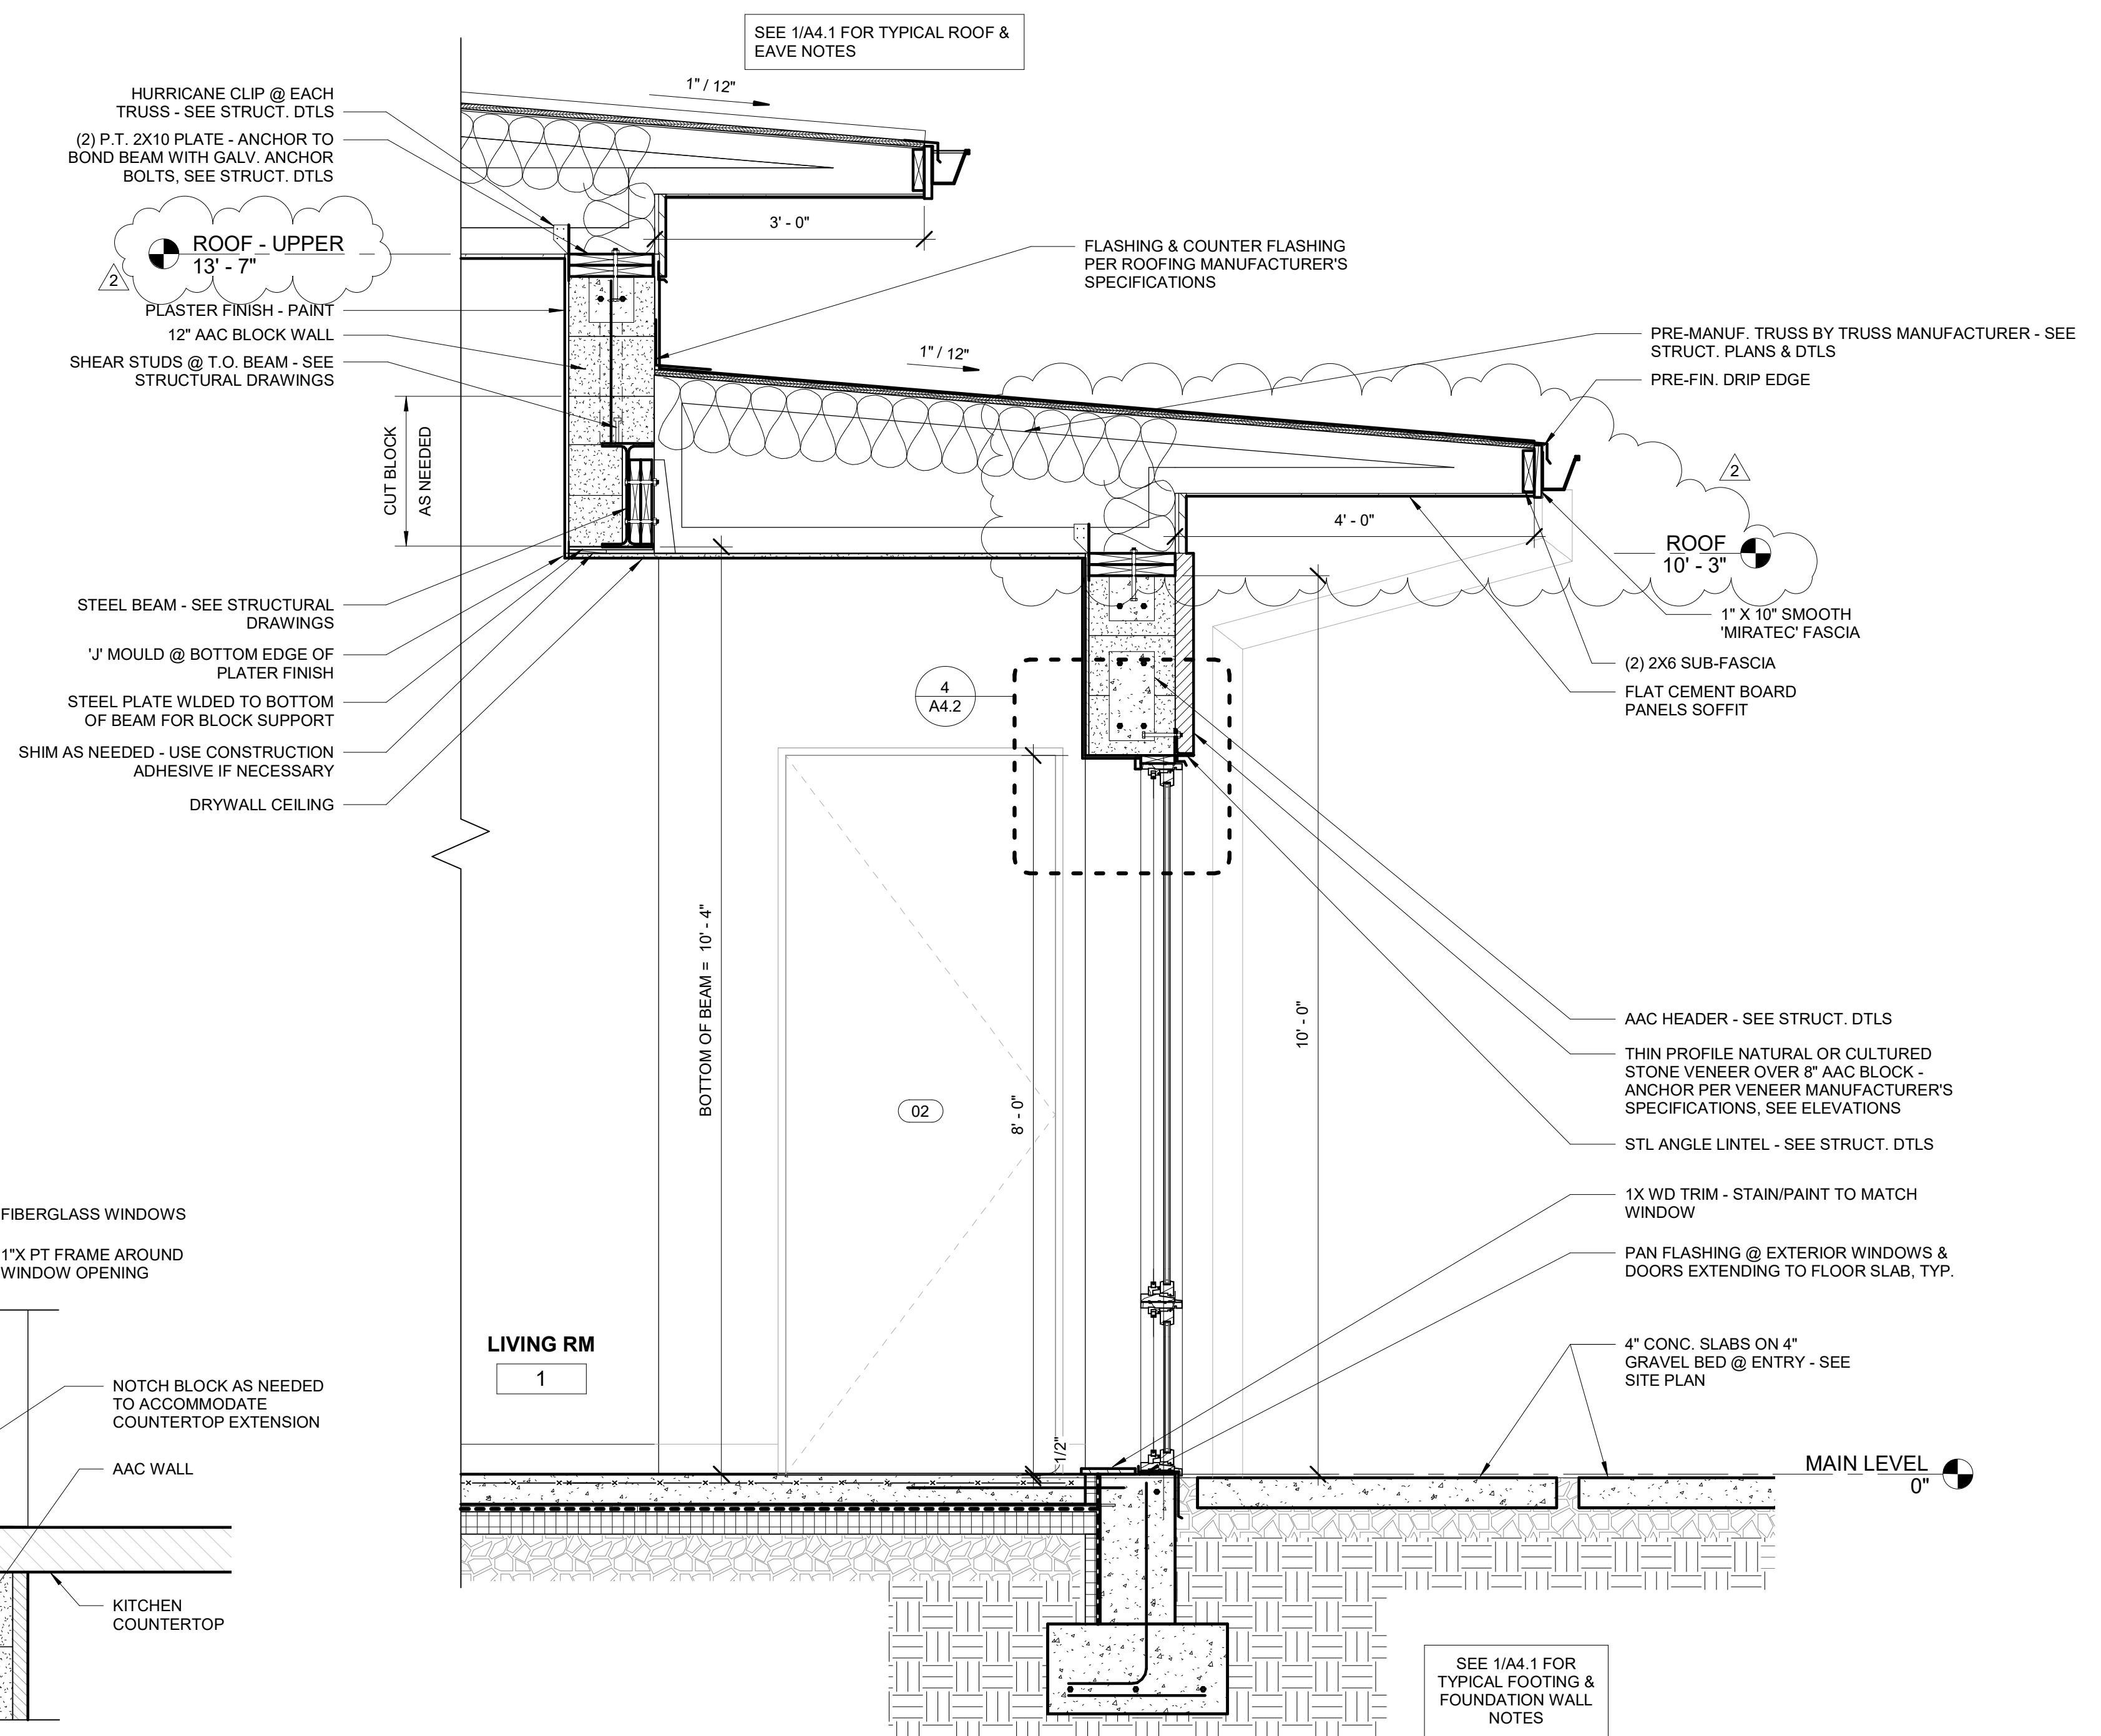 SEE 1/A4.1 FOR TYPICAL ROOF &
EAVE NOTES
1" / 12"
HURRICANE CLIP @ EACH
TRUSS - SEE STRUCT. DTLS
(2) P.T. 2X10 PLATE - ANCHOR TO
BOND BEAM WITH GALV. ANCHOR
BOLTS, SEE STRUCT. DTLS
ROOF - UPPER
13' - 7"
2
PLASTER FINISH - PAINT
12" AAC BLOCK WALL
SHEAR STUDS @ T.O. BEAM - SEE
STRUCTURAL DRAWINGS
CUT BLOCK
AS NEEDED
STEEL BEAM - SEE STRUCTURAL
DRAWINGS
'J' MOULD @ BOTTOM EDGE OF
PLATER FINISH
STEEL PLATE WLDED TO BOTTOM
OF BEAM FOR BLOCK SUPPORT
SHIM AS NEEDED - USE CONSTRUCTION
ADHESIVE IF NECESSARY
DRYWALL CEILING
3' - 0"
FLASHING & COUNTER FLASHING
PER ROOFING MANUFACTURER'S
SPECIFICATIONS
1" / 12"
PRE-MANUF. TRUSS BY TRUSS MANUFACTURER - SEE
STRUCT. PLANS & DTLS
PRE-FIN. DRIP EDGE
2
4' - 0"
ROOF
10' - 3"
1" X 10" SMOOTH
'MIRATEC' FASCIA
(2) 2X6 SUB-FASCIA
FLAT CEMENT BOARD
PANELS SOFFIT
4
A4.2
BOTTOM OF BEAM = 10' - 4"
02
8' - 0"
10' - 0"
1/2"
AAC HEADER - SEE STRUCT. DTLS
THIN PROFILE NATURAL OR CULTURED
STONE VENEER OVER 8" AAC BLOCK -
ANCHOR PER VENEER MANUFACTURER'S
SPECIFICATIONS, SEE ELEVATIONS
STL ANGLE LINTEL - SEE STRUCT. DTLS
1X WD TRIM - STAIN/PAINT TO MATCH
WINDOW
PAN FLASHING @ EXTERIOR WINDOWS &
DOORS EXTENDING TO FLOOR SLAB, TYP.
4" CONC. SLABS ON 4"
GRAVEL BED @ ENTRY - SEE
SITE PLAN
MAIN LEVEL
0"
LIVING RM
1
FIBERGLASS WINDOWS
1"X PT FRAME AROUND
WINDOW OPENING
NOTCH BLOCK AS NEEDED
TO ACCOMMODATE
COUNTERTOP EXTENSION
AAC WALL
KITCHEN
COUNTERTOP
SEE 1/A4.1 FOR
TYPICAL FOOTING &
FOUNDATION WALL
NOTES